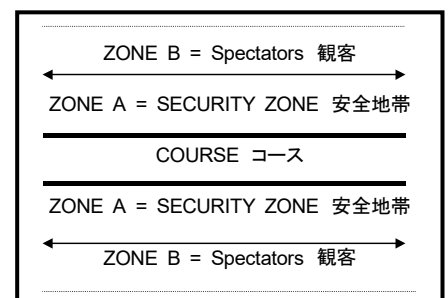 ZONE B = Spectators 観客
ZONE A = SECURITY ZONE 安全地帯
COURSE コース
ZONE A = SECURITY ZONE 安全地帯
ZONE B = Spectators 観客